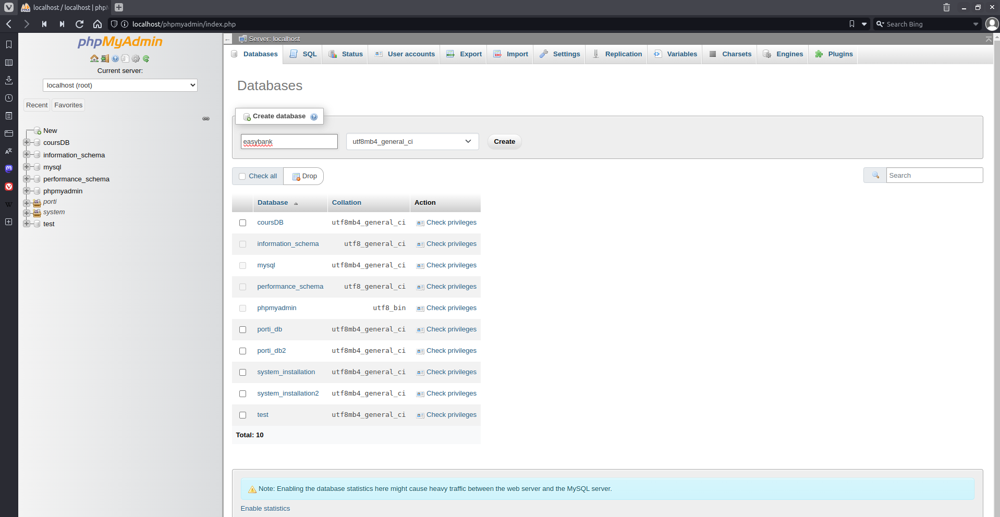 localhost / localhost | phpM
localhost/phpmyadmin/index.php
Search Bing
phpMyAdmin
Current server:
localhost (root)
Recent
Favorites
New
coursDB
information_schema
mysql
performance_schema
phpmyadmin
porti
system
test
Server: localhost
Databases
SQL
Status
User accounts
Export
Import
Settings
Replication
Variables
Charsets
Engines
Plugins
Databases
Create database
easybank
utf8mb4_general_ci
Create
Check all
Drop
Search
Database Collation Action
coursDB utf8mb4_general_ci Check privileges
information_schema utf8_general_ci Check privileges
mysql utf8mb4_general_ci Check privileges
performance_schema utf8_general_ci Check privileges
phpmyadmin utf8_bin Check privileges
porti_db utf8mb4_general_ci Check privileges
porti_db2 utf8mb4_general_ci Check privileges
system_installation utf8mb4_general_ci Check privileges
system_installation2 utf8mb4_general_ci Check privileges
test utf8mb4_general_ci Check privileges
Total: 10
Note: Enabling the database statistics here might cause heavy traffic between the web server and the MySQL server.
Enable statistics